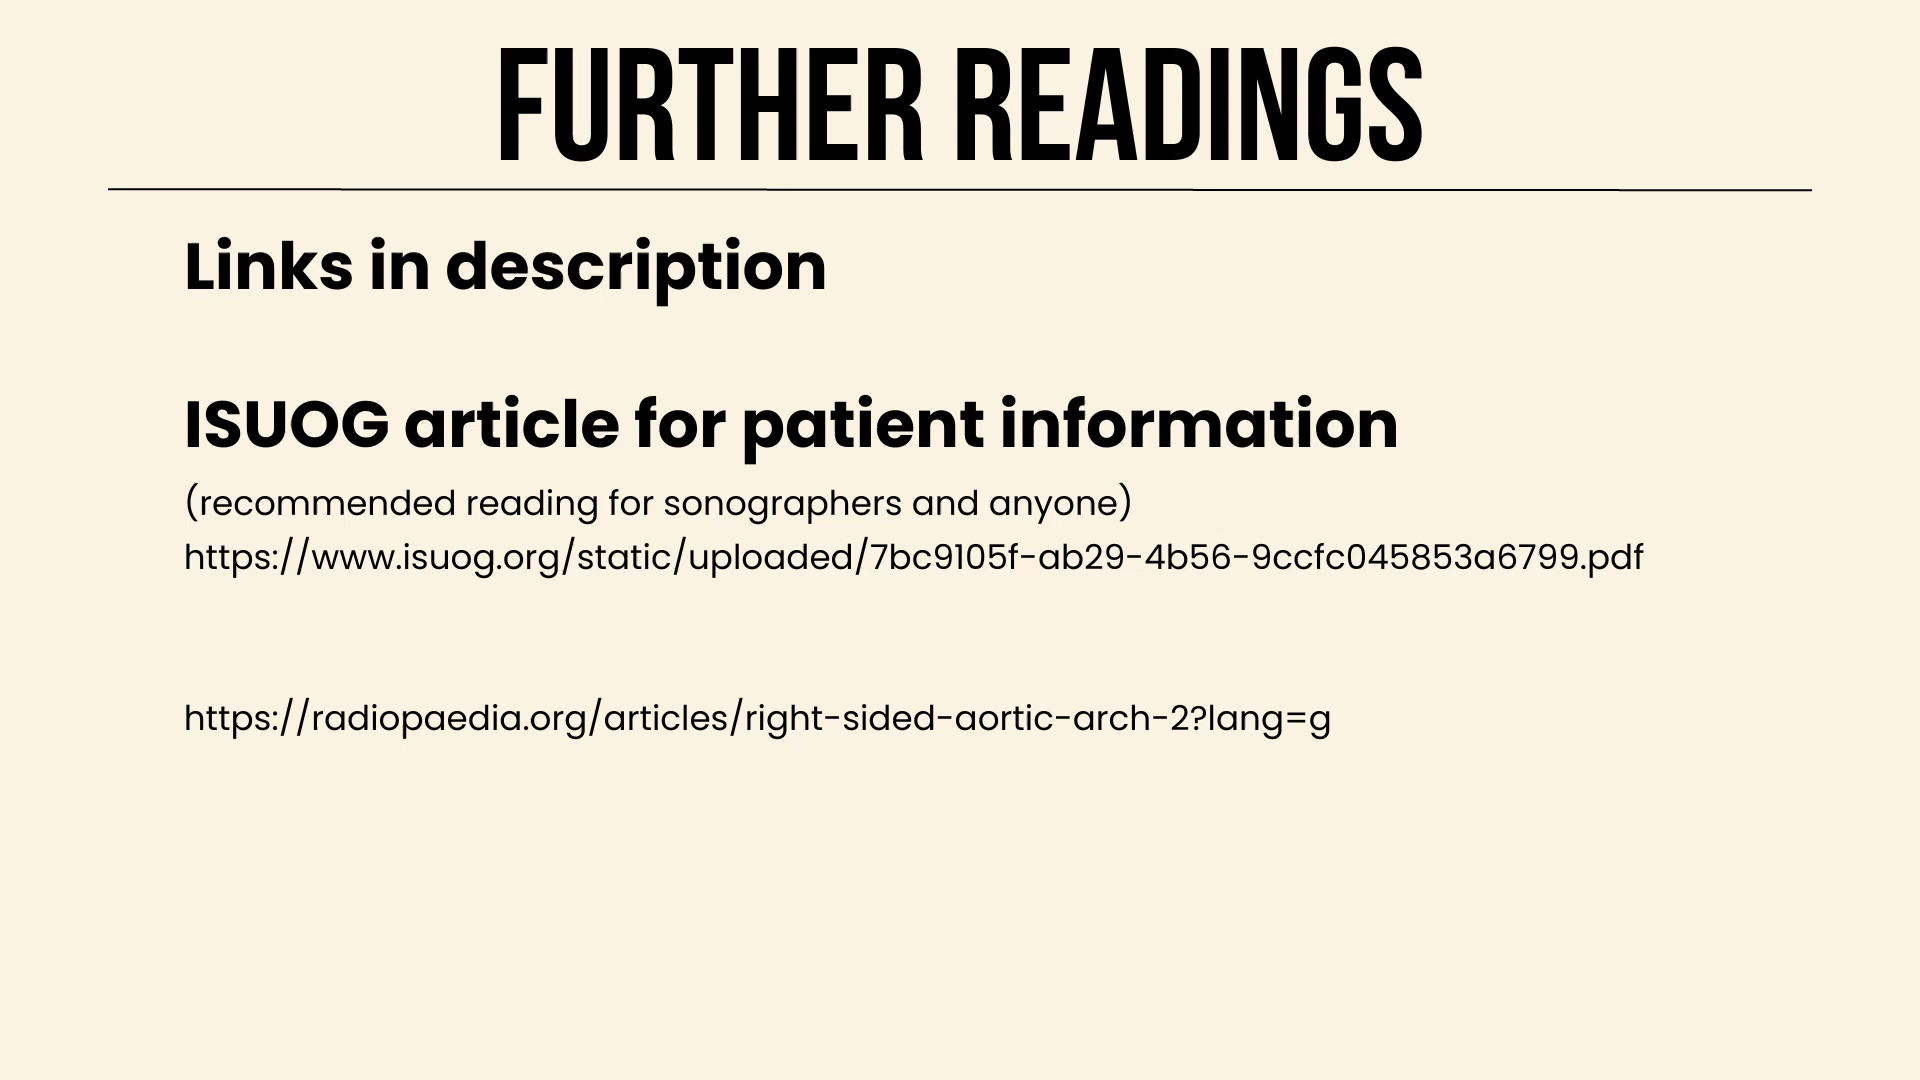 FURTHER READINGS
Links in description
ISUOG article for patient information
(recommended reading for sonographers and anyone)
https://www.isuog.org/static/uploaded/7bc9105f-ab29-4b56-9ccfc045853a6799.pdf
https://radiopaedia.org/articles/right-sided-aortic-arch-2?lang=g